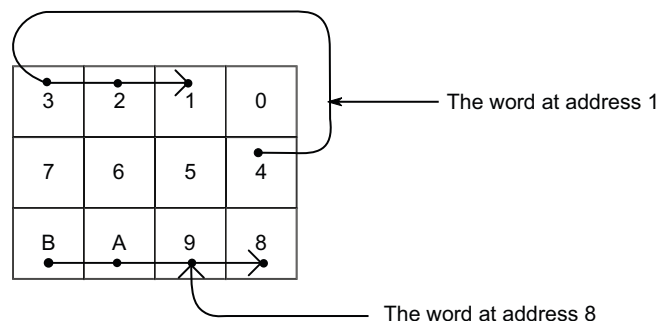 3 2 1 0
The word at address 1
7 6 5 4
B A 9 8
The word at address 8